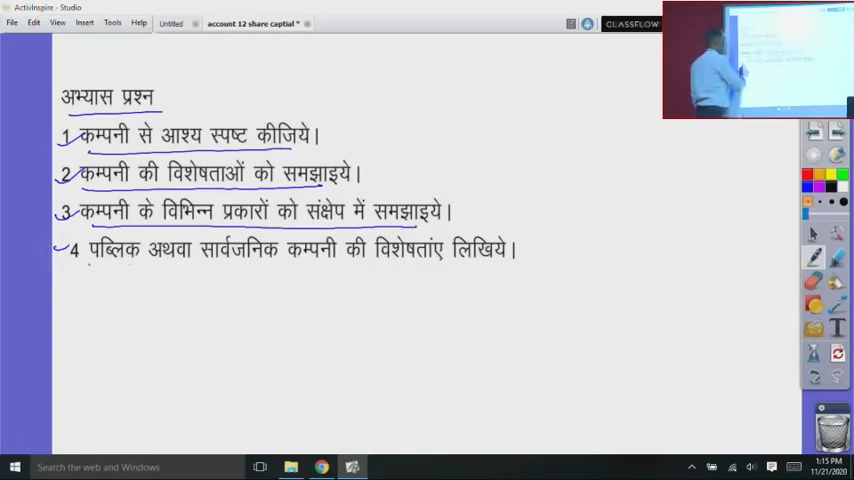 ActivInspire - Studio
File Edit View Insert Tools Help Untitled account 12 share captial * CLASSFLOW
अभ्यास प्रश्न
1 कम्पनी से आश्य स्पष्ट कीजिये।
2 कम्पनी की विशेषताओं को समझाइये।
3 कम्पनी के विभिन्न प्रकारों को संक्षेप में समझाइये।
4 पब्लिक अथवा सार्वजनिक कम्पनी की विशेषतांए लिखिये।
Search the web and Windows
1:15 PM
11/21/2020